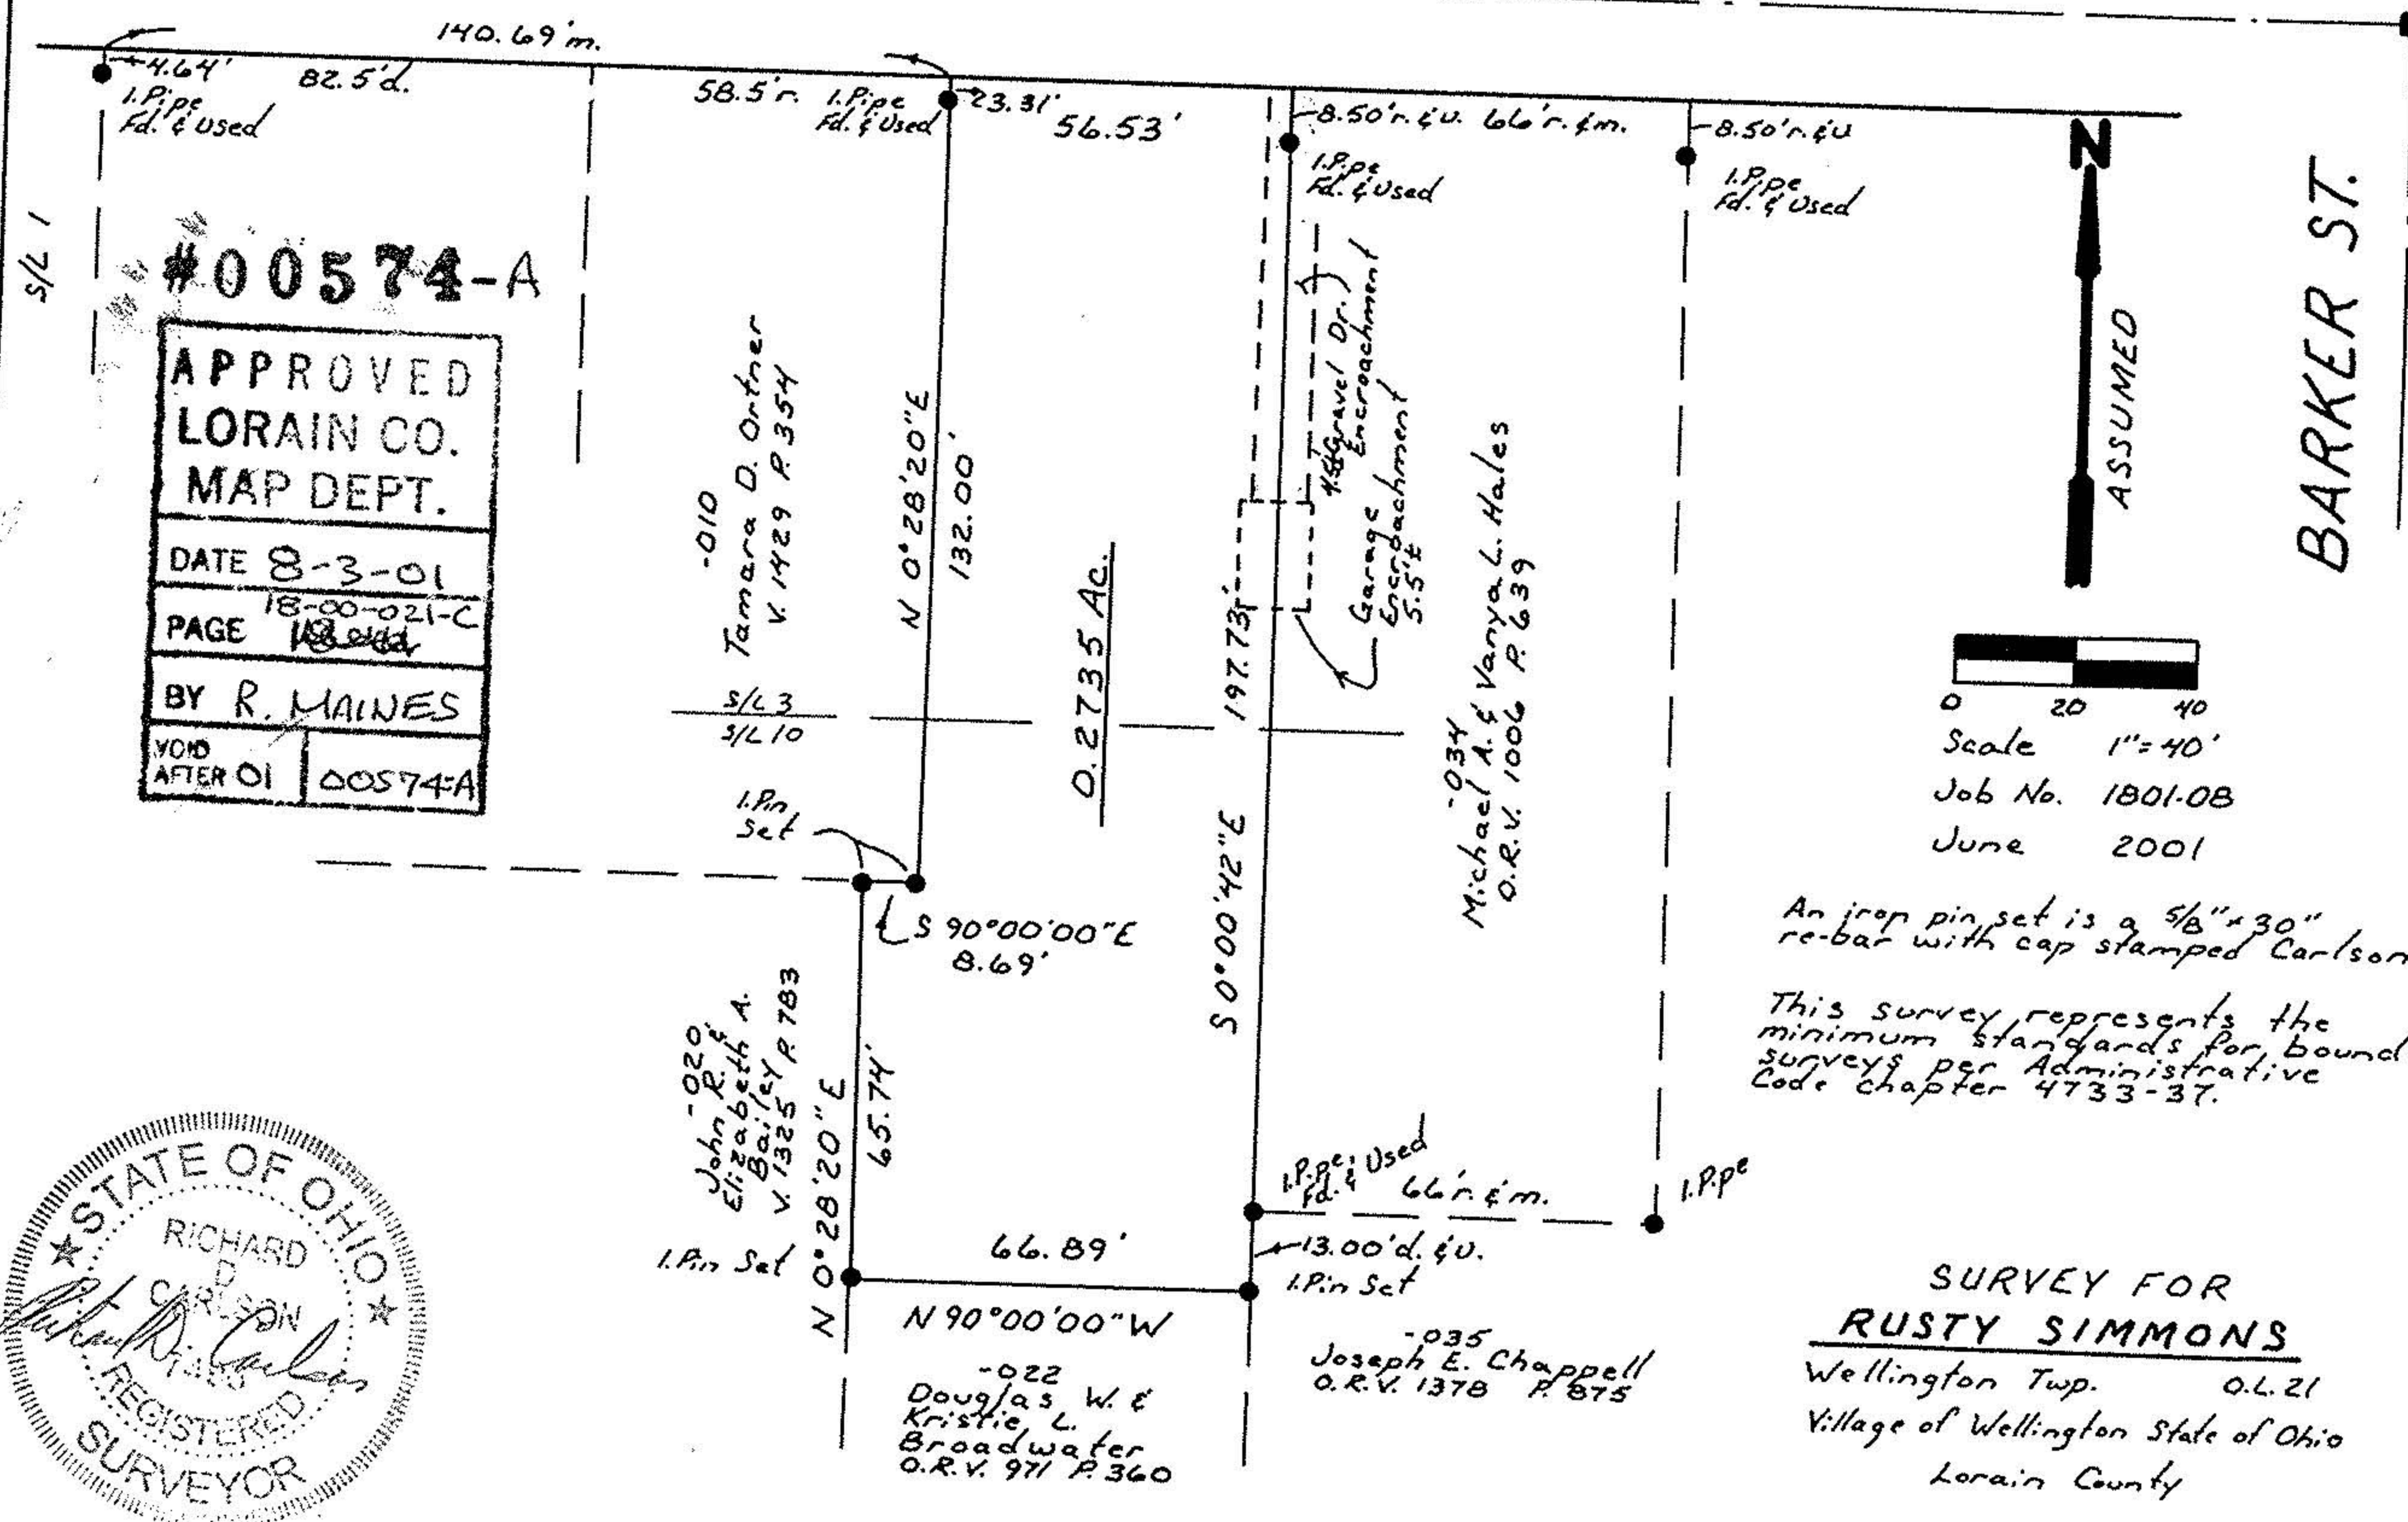 140.69'm.
4.64'
82.5'd.
58.5'r.
23.31'
56.53'
8.50'r.&u.
66'r.&m.
8.50'r.&u
I.Pipe
Fd. & Used
I.Pipe
Fd. & Used
I.Pipe
Fd. & Used
I.Pipe
Fd. & Used
S/L 1
#00574-A
APPROVED
LORAIN CO.
MAP DEPT.
DATE 8-3-01
18-00-021-C
PAGE
BY R. MAINES
VOID
AFTER 01
00574-A
-010
Tamara D. Ortner
V. 1429 P. 354
N 0°28'20"E
132.00'
0.2735 Ac.
197.73'
S 0°00'42"E
Gravel Dr.
Encroachment
Garage
Encroachment
5.5'±
-034
Michael A. & Vanya L. Hales
O.R.V. 1006 P. 639
N
ASSUMED
BARKER ST.
S/L 3
S/L 10
I.Pin
Set
S 90°00'00"E
8.69'
0 20 40
Scale 1"=40'
Job No. 1801-08
June 2001
An iron pin set is a 5/8"x30"
re-bar with cap stamped Carlson
This survey represents the
minimum standards for bound
surveys per Administrative
Code chapter 4733-37.
-020
John R. &
Elizabeth A.
Bailey
V. 1325 P. 783
N 0°28'20"E
65.74'
I.Pin Set
66.89'
N 90°00'00"W
I.Pipe
Fd. & Used
66'r.&m.
I.Pipe
13.00'd.&u.
I.Pin Set
-022
Douglas W. &
Kristie L.
Broadwater
O.R.V. 971 P. 360
-035
Joseph E. Chappell
O.R.V. 1378 P. 875
STATE OF OHIO
RICHARD
D.
CARLSON
REGISTERED
SURVEYOR
SURVEY FOR
RUSTY SIMMONS
Wellington Twp. O.L. 21
Village of Wellington State of Ohio
Lorain County